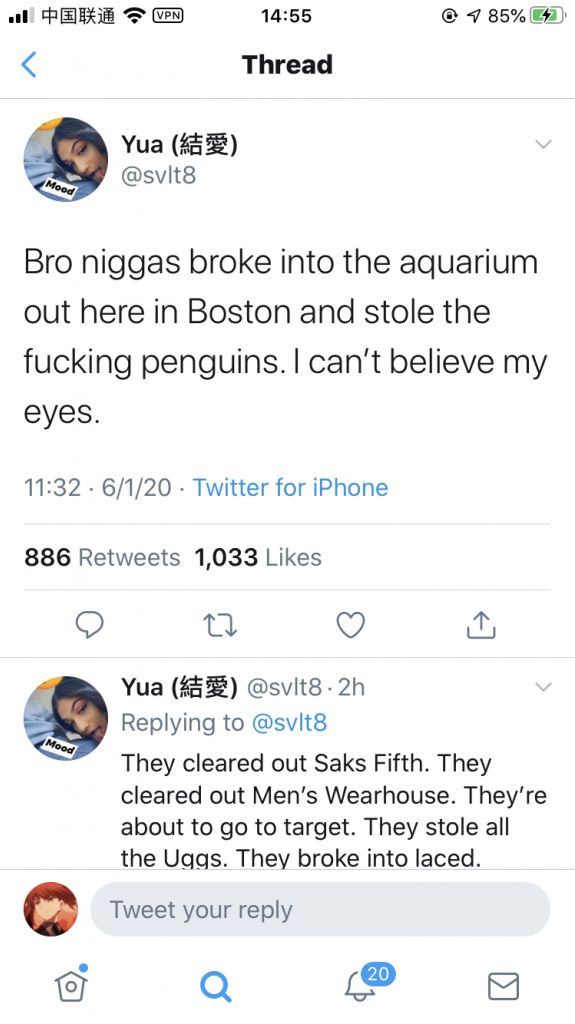 中国联通 VPN 14:55 85%
Thread
Yua (結愛)
@svlt8
Mood
Bro niggas broke into the aquarium
out here in Boston and stole the
fucking penguins. I can't believe my
eyes.
11:32 · 6/1/20 · Twitter for iPhone
886 Retweets 1,033 Likes
Yua (結愛) @svlt8 · 2h
Replying to @svlt8
Mood
They cleared out Saks Fifth. They
cleared out Men's Wearhouse. They're
about to go to target. They stole all
the Uggs. They broke into laced.
Tweet your reply
20